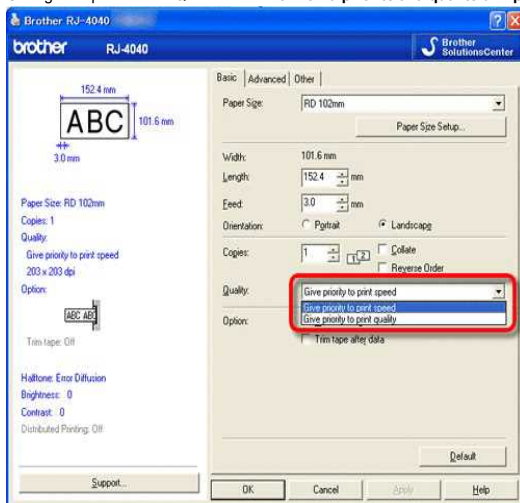 Brother RJ-4040
brother RJ-4040
Brother
SolutionsCenter
152.4 mm
ABC
101.6 mm
3.0 mm
Paper Size: RD 102mm
Copies: 1
Quality:
Give priority to print speed
203 x 203 dpi
Option:
ABC ABC
Trim tape: Off
Halftone: Error Diffusion
Brightness: 0
Contrast: 0
Distributed Printing: Off
Support...
Basic Advanced Other
Paper Size: RD 102mm
Paper Size Setup...
Width: 101.6 mm
Length: 152.4 mm
Feed: 3.0 mm
Orientation: Portrait Landscape
Copies: 1 Collate
Reverse Order
Quality: Give priority to print speed
Give priority to print speed
Give priority to print quality
Option:
Trim tape after data
Default
OK Cancel Apply Help